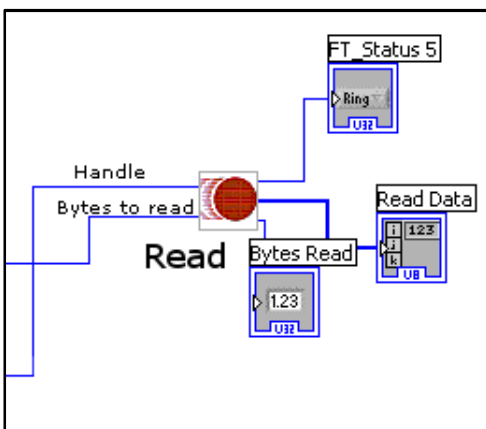 FT_Status 5
Ring
U32
Handle
Bytes to read
Read
Read Data
i
j
k
123
U8
Bytes Read
1.23
U32